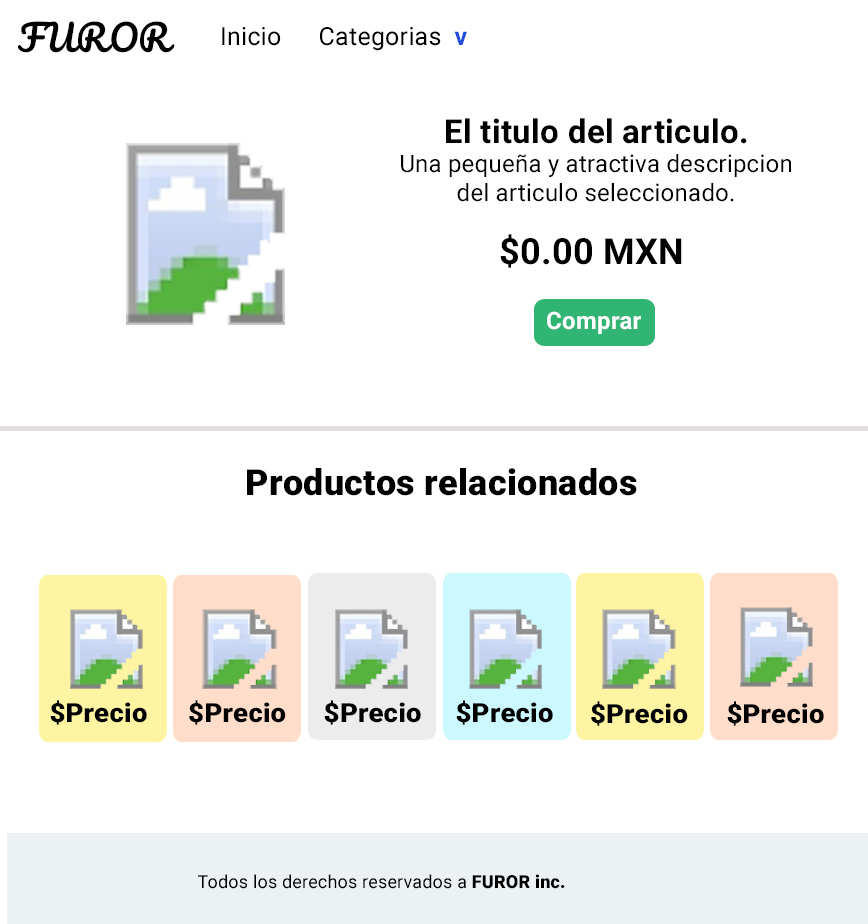 FUROR Inicio Categorias v
El titulo del articulo.
Una pequeña y atractiva descripcion
del articulo seleccionado.
$0.00 MXN
Comprar
Productos relacionados
$Precio $Precio $Precio $Precio $Precio $Precio
Todos los derechos reservados a FUROR inc.